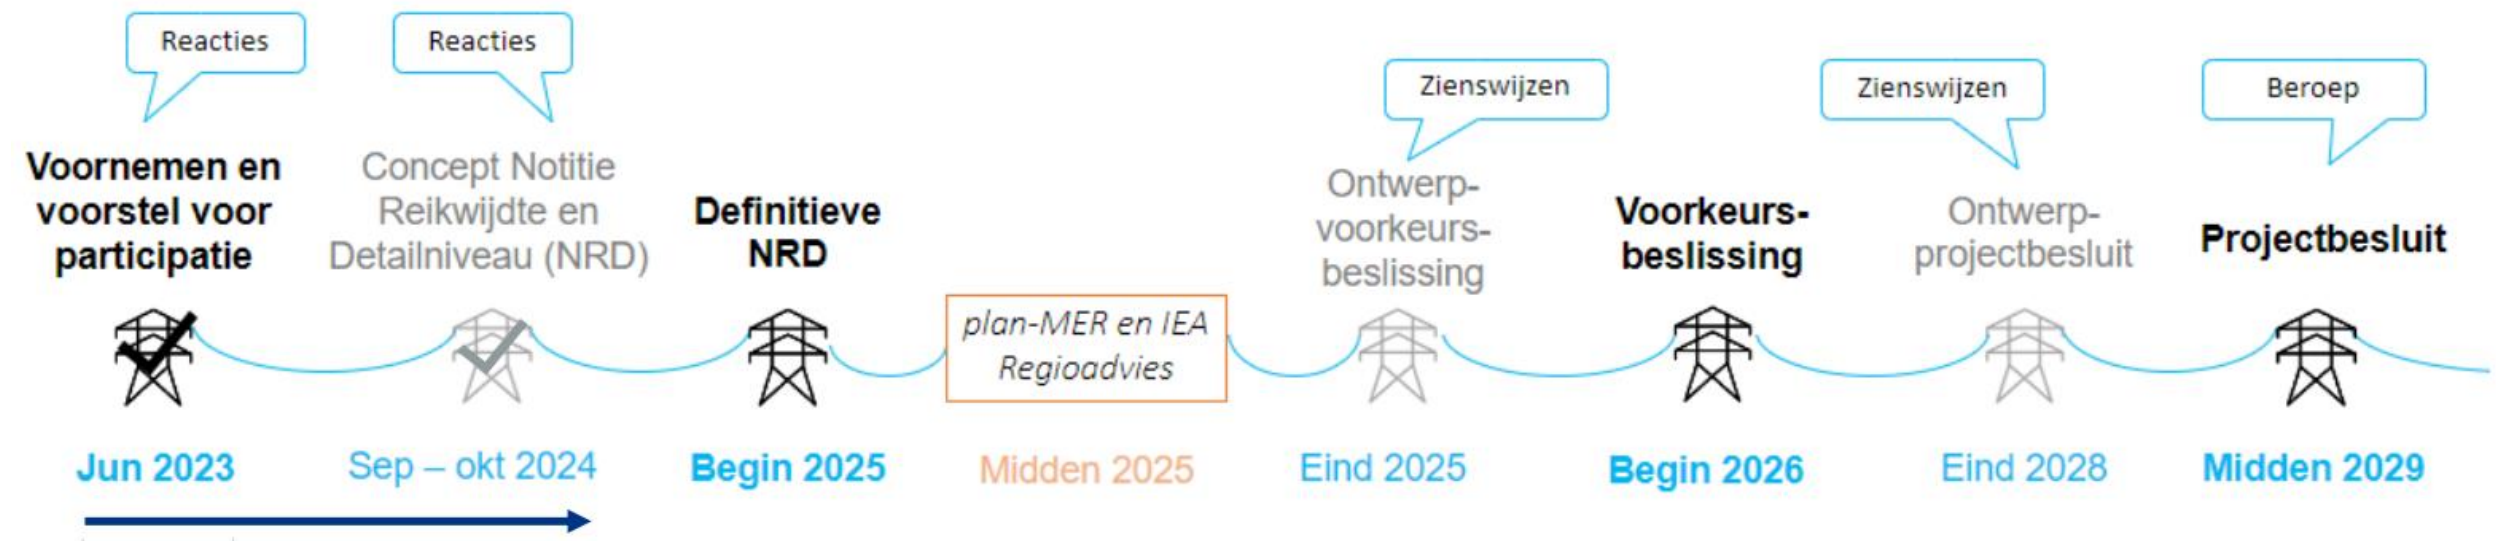 Reacties
Reacties
Zienswijzen
Zienswijzen
Beroep
Voornemen en
voorstel voor
participatie
Concept Notitie
Reikwijdte en
Detailniveau (NRD)
Definitieve
NRD
plan-MER en IEA
Regioadvies
Ontwerp-
voorkeurs-
beslissing
Voorkeurs-
beslissing
Ontwerp-
projectbesluit
Projectbesluit
Jun 2023
Sep – okt 2024
Begin 2025
Midden 2025
Eind 2025
Begin 2026
Eind 2028
Midden 2029